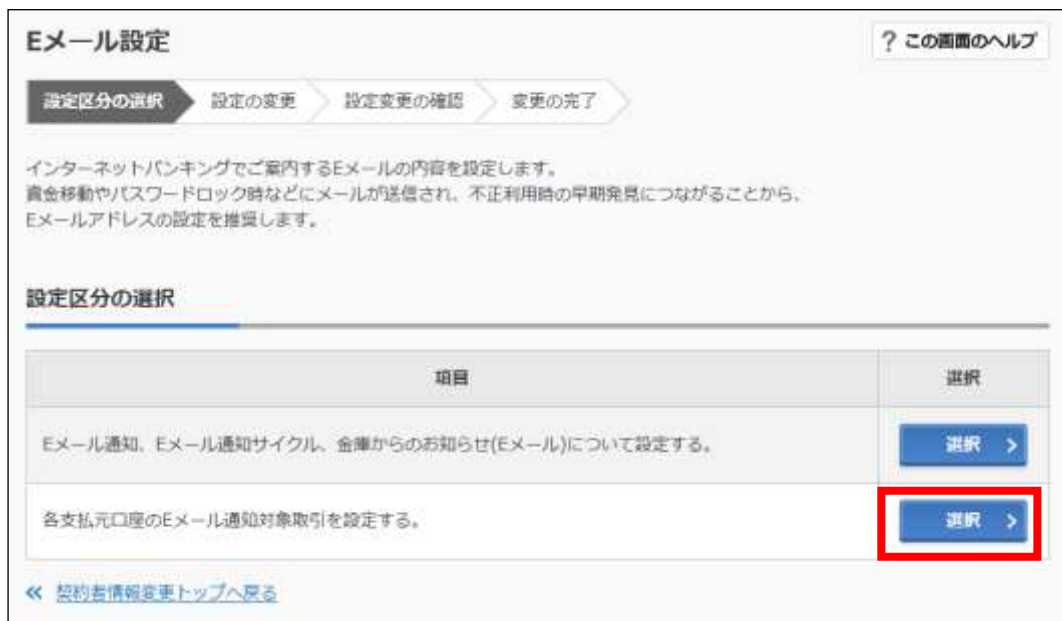 Eメール設定
? この画面のヘルプ
設定区分の選択
設定の変更
設定変更の確認
変更の完了
インターネットバンキングでご案内するEメールの内容を設定します。
資金移動やパスワードロック時などにメールが送信され、不正利用時の早期発見につながることから、
Eメールアドレスの設定を推奨します。
設定区分の選択
項目
選択
Eメール通知、Eメール通知サイクル、金庫からのお知らせ(Eメール)について設定する。
選択 >
各支払元口座のEメール通知対象取引を設定する。
選択 >
« 契約者情報変更トップへ戻る